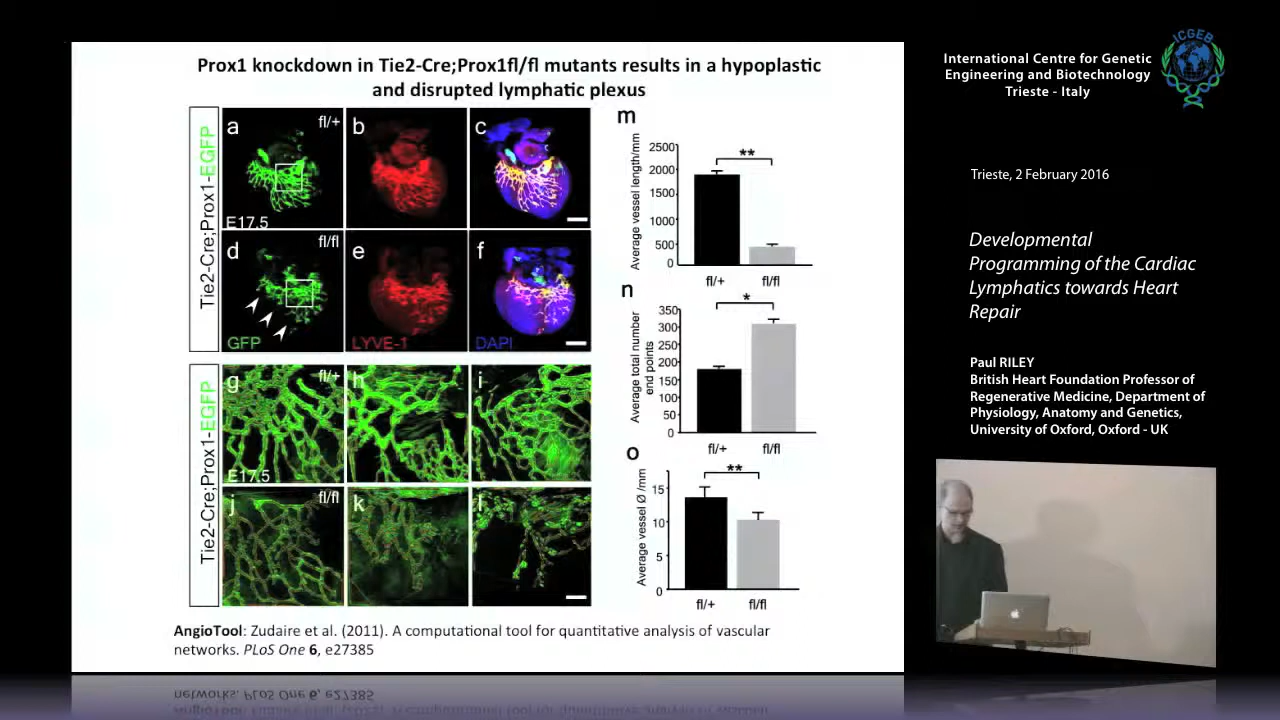 Prox1 knockdown in Tie2-Cre;Prox1fl/fl mutants results in a hypoplastic
and disrupted lymphatic plexus
Tie2-Cre;Prox1-EGFP
a
fl/+
b
c
E17.5
d
fl/fl
e
f
GFP
LYVE-1
DAPI
Tie2-Cre;Prox1-EGFP
g
fl/+
h
i
E17.5
j
fl/fl
k
l
m
Average vessel length/mm
2500
2000
1500
1000
500
0
**
fl/+
fl/fl
n
Average total number
end points
350
300
250
200
150
100
50
0
*
fl/+
fl/fl
o
Average vessel Ø /mm
15
10
5
0
**
fl/+
fl/fl
AngioTool: Zudaire et al. (2011). A computational tool for quantitative analysis of vascular
networks. PLoS One 6, e27385
International Centre for Genetic
Engineering and Biotechnology
Trieste - Italy
ICGEB
Trieste, 2 February 2016
Developmental
Programming of the Cardiac
Lymphatics towards Heart
Repair
Paul RILEY
British Heart Foundation Professor of
Regenerative Medicine, Department of
Physiology, Anatomy and Genetics,
University of Oxford, Oxford - UK